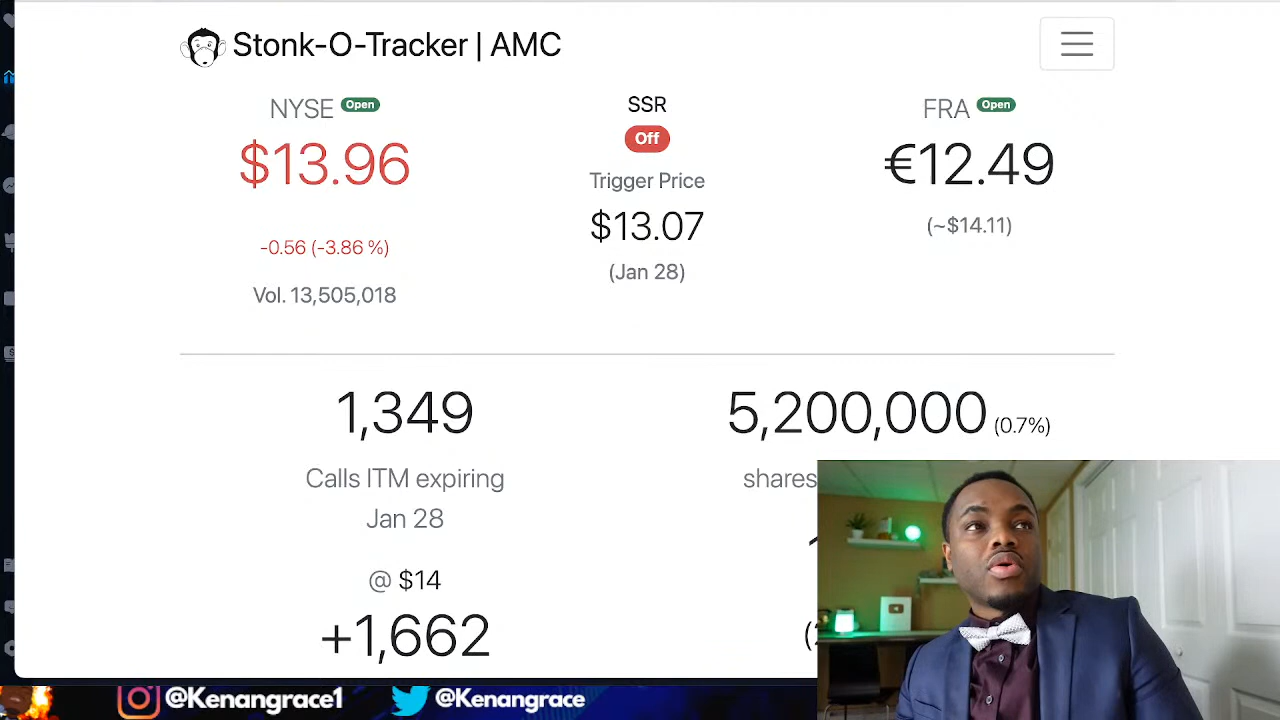 Stonk-O-Tracker | AMC
NYSE Open
$13.96
-0.56 (-3.86 %)
Vol. 13,505,018
SSR
Off
Trigger Price
$13.07
(Jan 28)
FRA Open
€12.49
(~$14.11)
1,349
Calls ITM expiring
Jan 28
@ $14
+1,662
5,200,000 (0.7%)
shares
@Kenangrace1
@Kenangrace